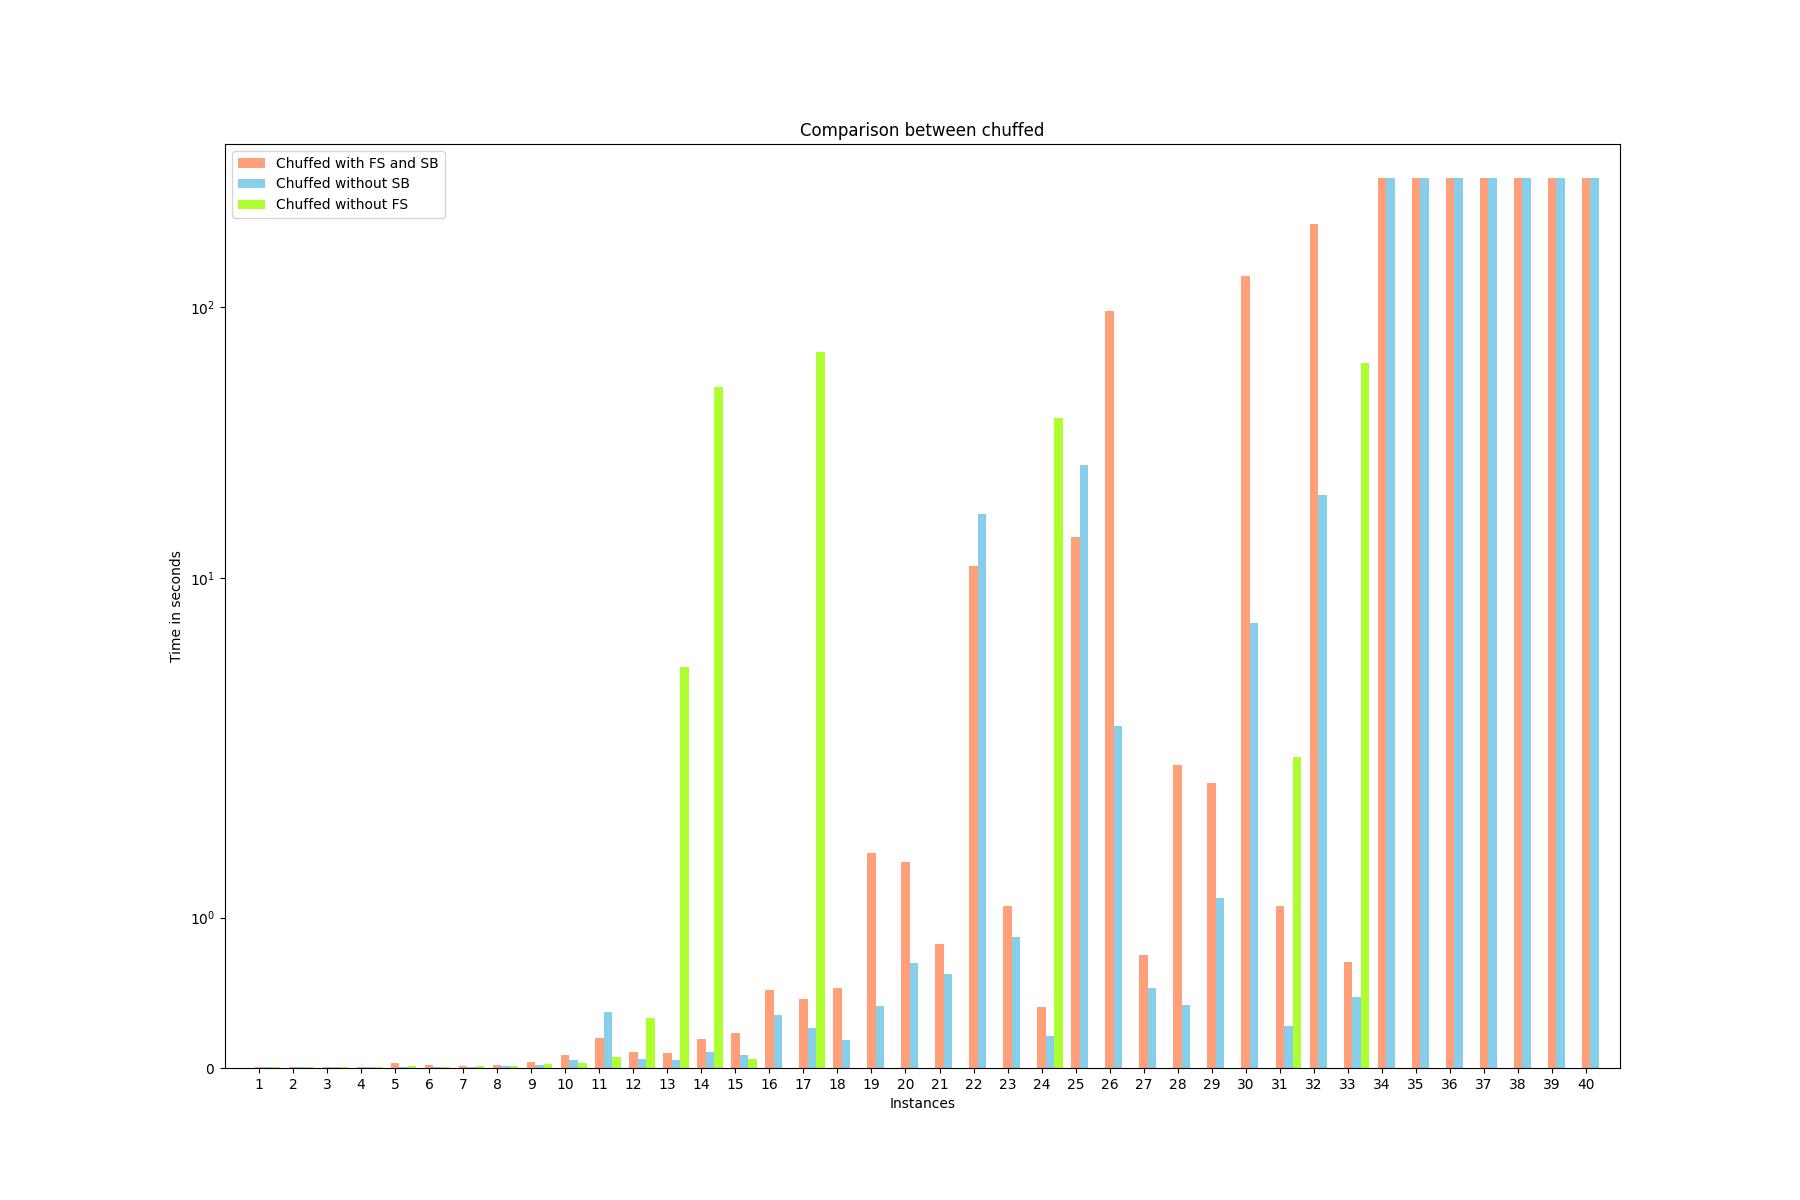 Comparison between chuffed
Chuffed with FS and SB
Chuffed without SB
Chuffed without FS
Time in seconds
10²
10¹
10⁰
0
1 2 3 4 5 6 7 8 9 10 11 12 13 14 15 16 17 18 19 20 21 22 23 24 25 26 27 28 29 30 31 32 33 34 35 36 37 38 39 40
Instances